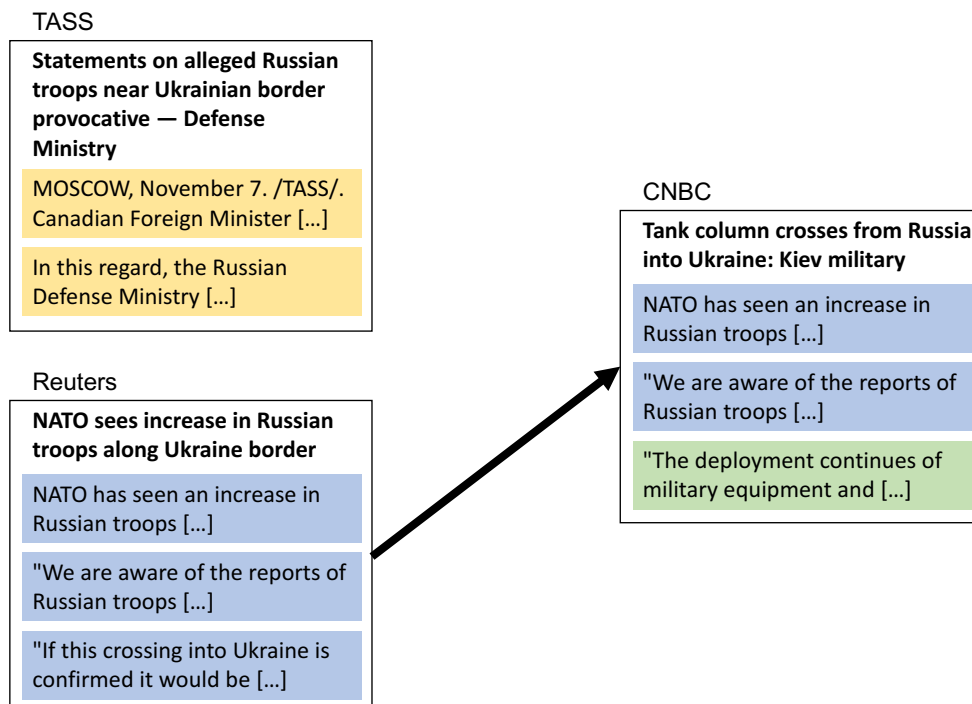 TASS
Statements on alleged Russian
troops near Ukrainian border
provocative — Defense
Ministry
MOSCOW, November 7. /TASS/.
Canadian Foreign Minister [...]
In this regard, the Russian
Defense Ministry [...]
Reuters
NATO sees increase in Russian
troops along Ukraine border
NATO has seen an increase in
Russian troops [...]
"We are aware of the reports of
Russian troops [...]
"If this crossing into Ukraine is
confirmed it would be [...]
CNBC
Tank column crosses from Russia
into Ukraine: Kiev military
NATO has seen an increase in
Russian troops [...]
"We are aware of the reports of
Russian troops [...]
"The deployment continues of
military equipment and [...]